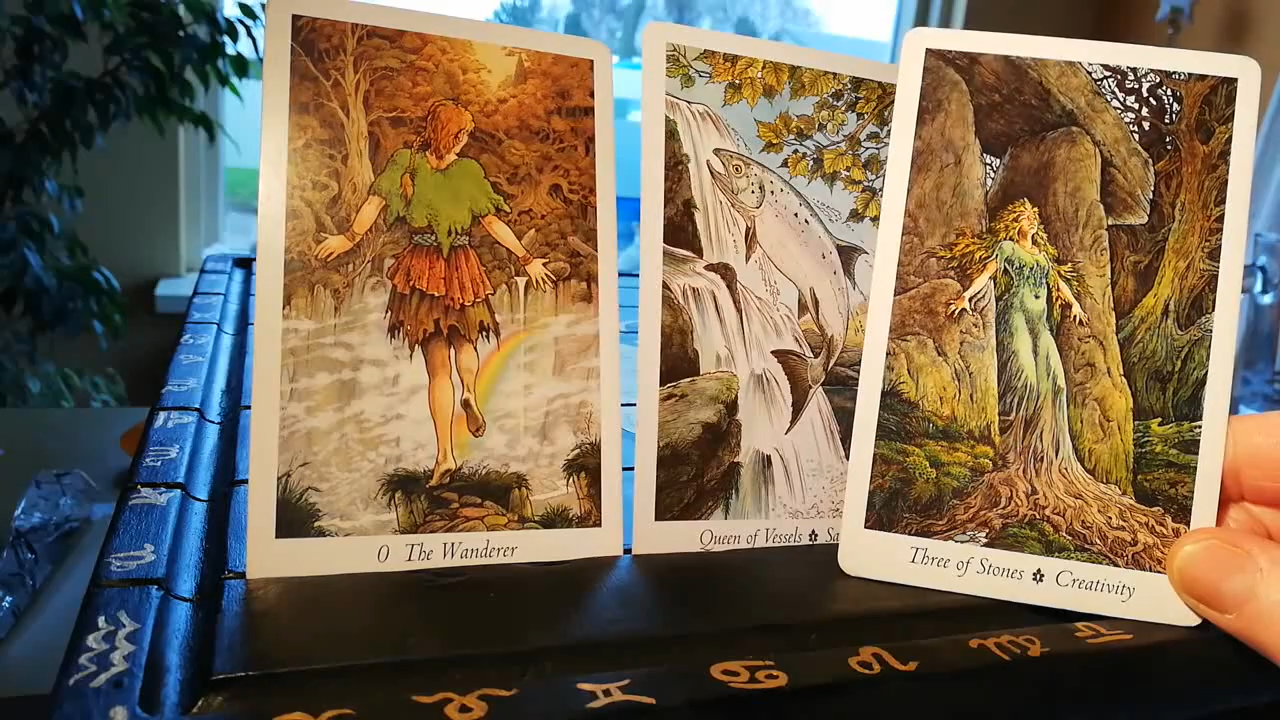 0 The Wanderer
Queen of Vessels
Three of Stones Creativity